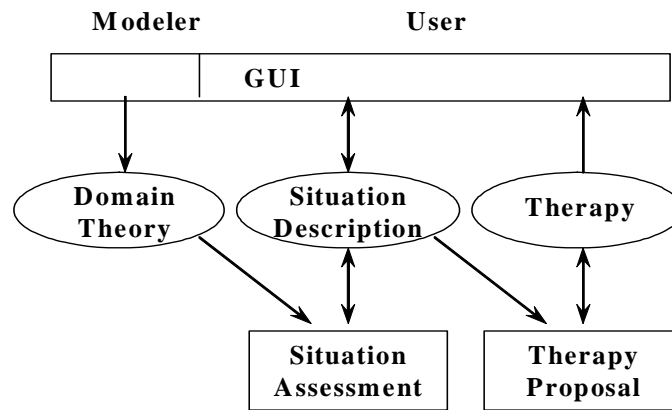 Modeler User
GUI
Domain
Theory
Situation
Description
Therapy
Situation
Assessment
Therapy
Proposal